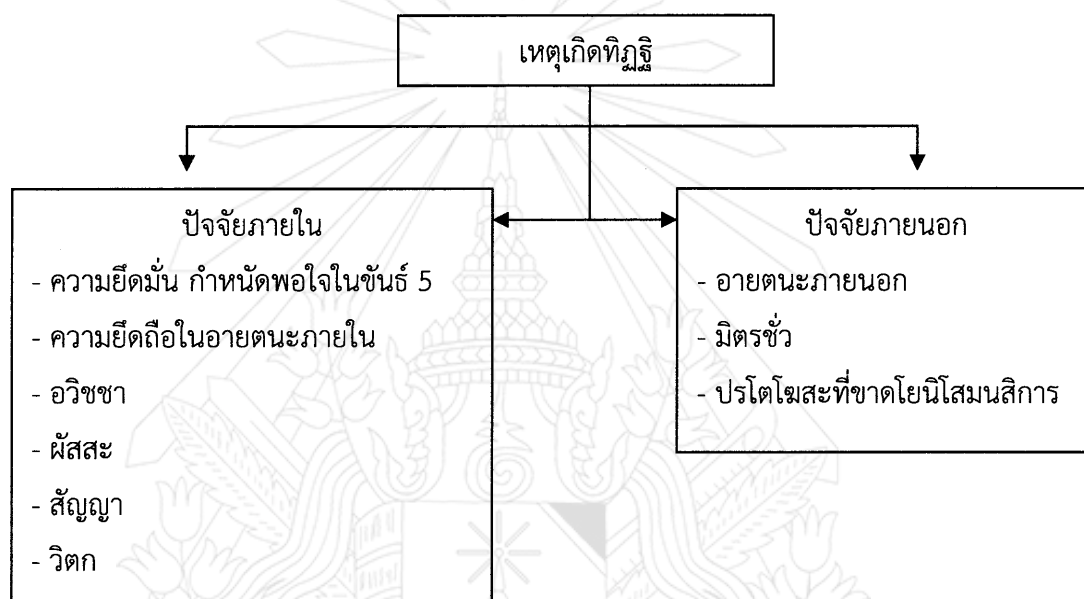 เหตุเกิดทิฏฐิ
ปัจจัยภายใน
- ความยึดมั่น กำหนัดพอใจในขันธ์ 5
- ความยึดถือในอายตนะภายใน
- อวิชชา
- ผัสสะ
- สัญญา
- วิตก
ปัจจัยภายนอก
- อายตนะภายนอก
- มิตรชั่ว
- ปรโตโฆสะที่ขาดโยนิโสมนสิการ